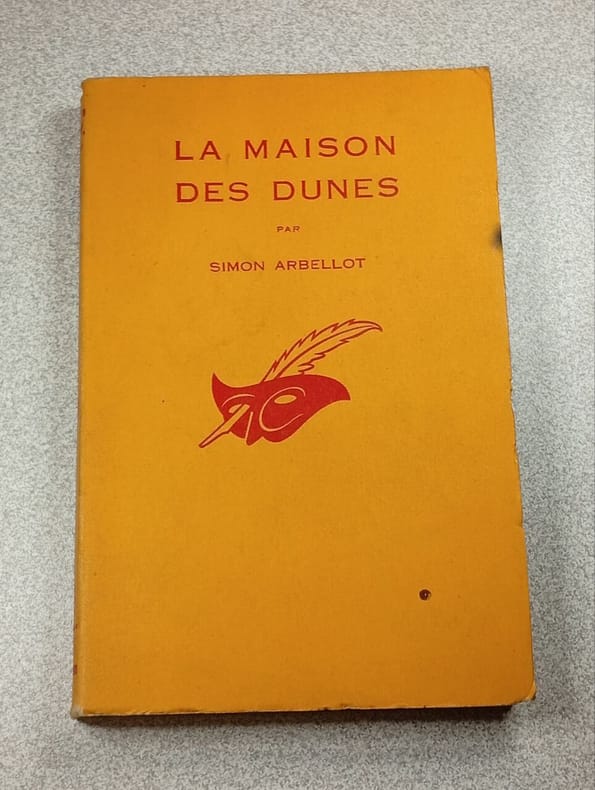 LA MAISON
DES DUNES
PAR
SIMON ARBELLOT